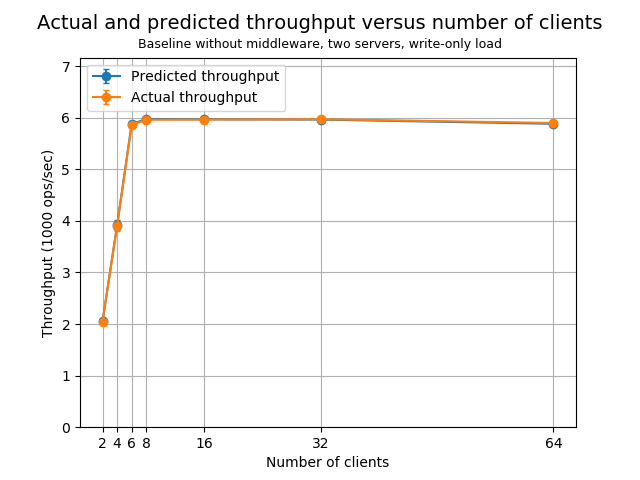 Actual and predicted throughput versus number of clients
Baseline without middleware, two servers, write-only load
Predicted throughput
Actual throughput
7
6
5
4
3
2
1
0
Throughput (1000 ops/sec)
2 4 6 8 16 32 64
Number of clients